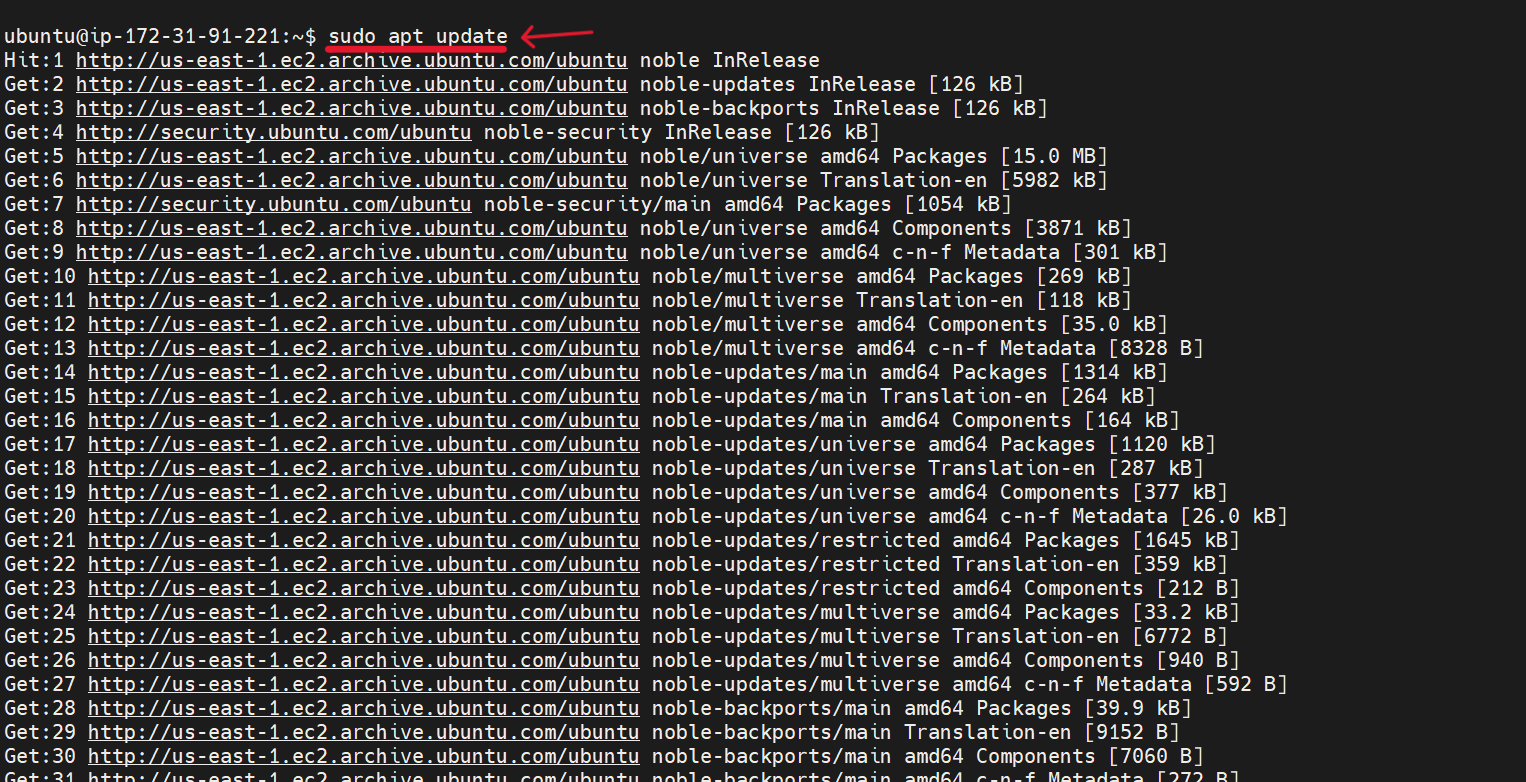 ubuntu@ip-172-31-91-221:~$ sudo apt update
Hit:1 http://us-east-1.ec2.archive.ubuntu.com/ubuntu noble InRelease
Get:2 http://us-east-1.ec2.archive.ubuntu.com/ubuntu noble-updates InRelease [126 kB]
Get:3 http://us-east-1.ec2.archive.ubuntu.com/ubuntu noble-backports InRelease [126 kB]
Get:4 http://security.ubuntu.com/ubuntu noble-security InRelease [126 kB]
Get:5 http://us-east-1.ec2.archive.ubuntu.com/ubuntu noble/universe amd64 Packages [15.0 MB]
Get:6 http://us-east-1.ec2.archive.ubuntu.com/ubuntu noble/universe Translation-en [5982 kB]
Get:7 http://security.ubuntu.com/ubuntu noble-security/main amd64 Packages [1054 kB]
Get:8 http://us-east-1.ec2.archive.ubuntu.com/ubuntu noble/universe amd64 Components [3871 kB]
Get:9 http://us-east-1.ec2.archive.ubuntu.com/ubuntu noble/universe amd64 c-n-f Metadata [301 kB]
Get:10 http://us-east-1.ec2.archive.ubuntu.com/ubuntu noble/multiverse amd64 Packages [269 kB]
Get:11 http://us-east-1.ec2.archive.ubuntu.com/ubuntu noble/multiverse Translation-en [118 kB]
Get:12 http://us-east-1.ec2.archive.ubuntu.com/ubuntu noble/multiverse amd64 Components [35.0 kB]
Get:13 http://us-east-1.ec2.archive.ubuntu.com/ubuntu noble/multiverse amd64 c-n-f Metadata [8328 B]
Get:14 http://us-east-1.ec2.archive.ubuntu.com/ubuntu noble-updates/main amd64 Packages [1314 kB]
Get:15 http://us-east-1.ec2.archive.ubuntu.com/ubuntu noble-updates/main Translation-en [264 kB]
Get:16 http://us-east-1.ec2.archive.ubuntu.com/ubuntu noble-updates/main amd64 Components [164 kB]
Get:17 http://us-east-1.ec2.archive.ubuntu.com/ubuntu noble-updates/universe amd64 Packages [1120 kB]
Get:18 http://us-east-1.ec2.archive.ubuntu.com/ubuntu noble-updates/universe Translation-en [287 kB]
Get:19 http://us-east-1.ec2.archive.ubuntu.com/ubuntu noble-updates/universe amd64 Components [377 kB]
Get:20 http://us-east-1.ec2.archive.ubuntu.com/ubuntu noble-updates/universe amd64 c-n-f Metadata [26.0 kB]
Get:21 http://us-east-1.ec2.archive.ubuntu.com/ubuntu noble-updates/restricted amd64 Packages [1645 kB]
Get:22 http://us-east-1.ec2.archive.ubuntu.com/ubuntu noble-updates/restricted Translation-en [359 kB]
Get:23 http://us-east-1.ec2.archive.ubuntu.com/ubuntu noble-updates/restricted amd64 Components [212 B]
Get:24 http://us-east-1.ec2.archive.ubuntu.com/ubuntu noble-updates/multiverse amd64 Packages [33.2 kB]
Get:25 http://us-east-1.ec2.archive.ubuntu.com/ubuntu noble-updates/multiverse Translation-en [6772 B]
Get:26 http://us-east-1.ec2.archive.ubuntu.com/ubuntu noble-updates/multiverse amd64 Components [940 B]
Get:27 http://us-east-1.ec2.archive.ubuntu.com/ubuntu noble-updates/multiverse amd64 c-n-f Metadata [592 B]
Get:28 http://us-east-1.ec2.archive.ubuntu.com/ubuntu noble-backports/main amd64 Packages [39.9 kB]
Get:29 http://us-east-1.ec2.archive.ubuntu.com/ubuntu noble-backports/main Translation-en [9152 B]
Get:30 http://us-east-1.ec2.archive.ubuntu.com/ubuntu noble-backports/main amd64 Components [7060 B]
Get:31 http://us-east-1.ec2.archive.ubuntu.com/ubuntu noble-backports/main amd64 c-n-f Metadata [272 B]